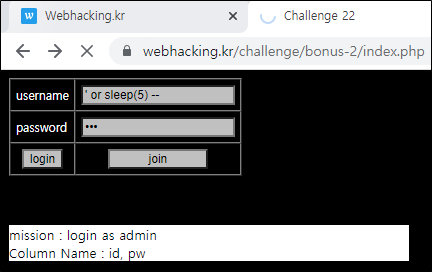 Webhacking.kr
Challenge 22
webhacking.kr/challenge/bonus-2/index.php
username ' or sleep(5) --
password •••
login join
mission : login as admin
Column Name : id, pw